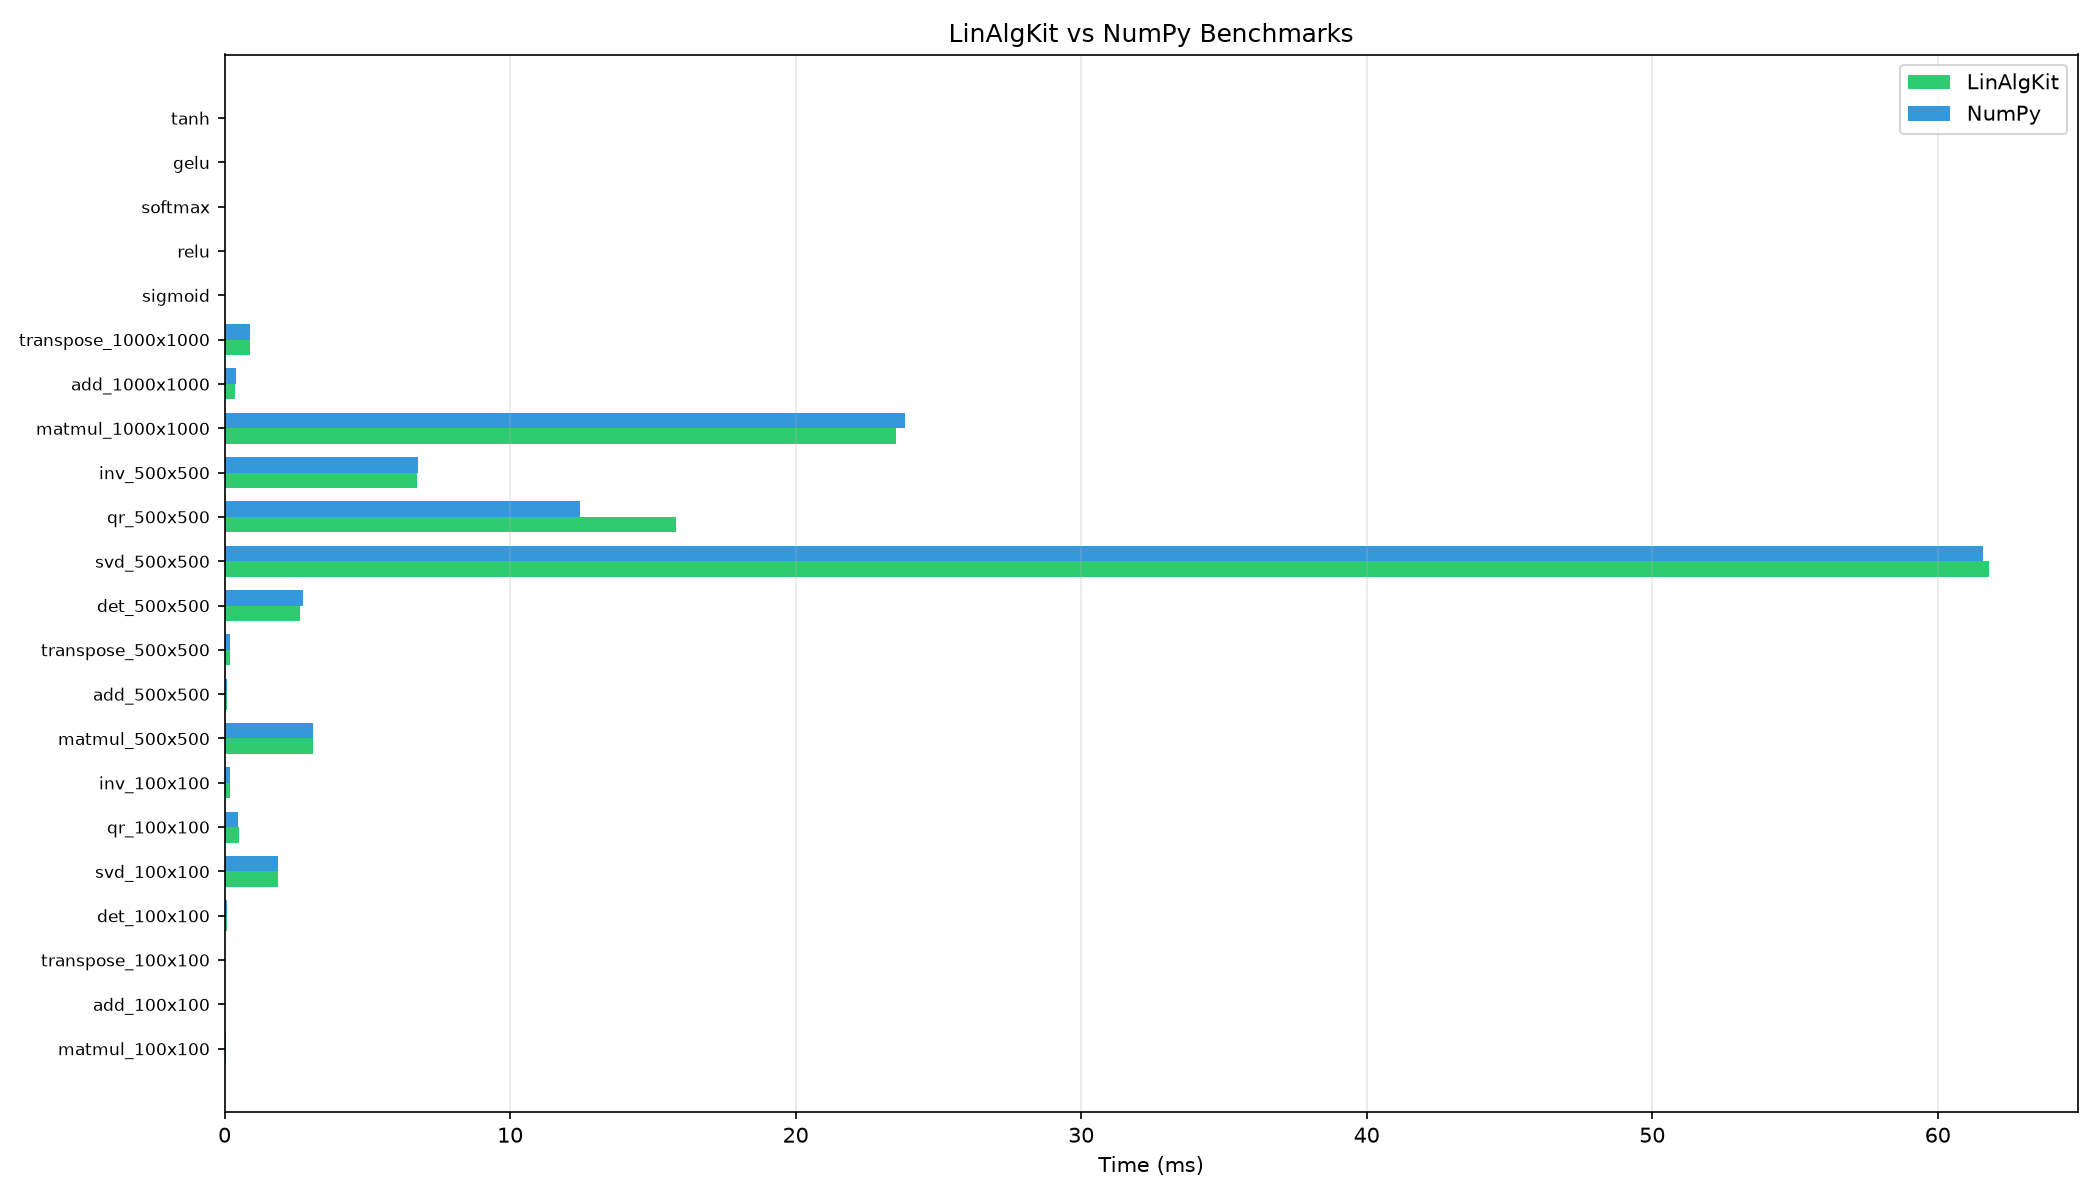 LinAlgKit vs NumPy Benchmarks
LinAlgKit
NumPy
tanh
gelu
softmax
relu
sigmoid
transpose_1000x1000
add_1000x1000
matmul_1000x1000
inv_500x500
qr_500x500
svd_500x500
det_500x500
transpose_500x500
add_500x500
matmul_500x500
inv_100x100
qr_100x100
svd_100x100
det_100x100
transpose_100x100
add_100x100
matmul_100x100
0 10 20 30 40 50 60
Time (ms)